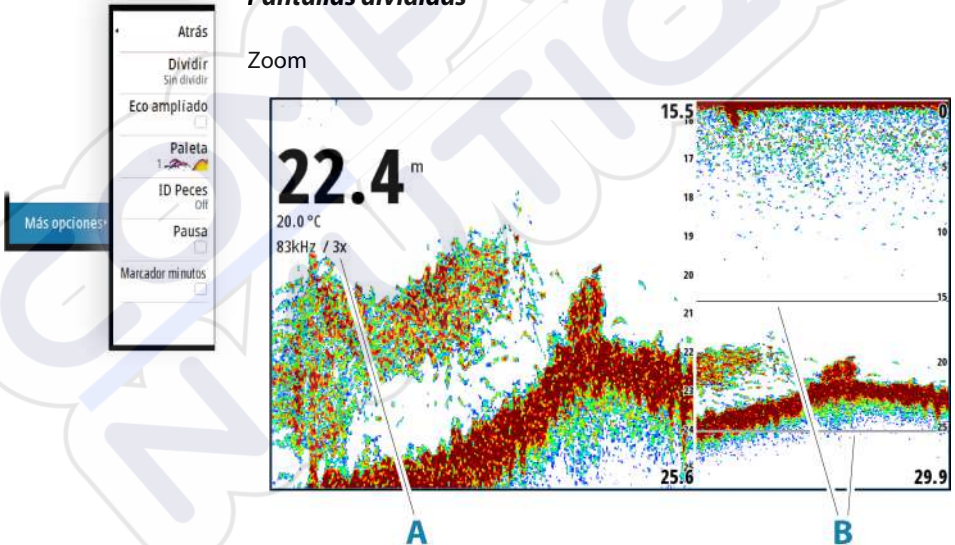 Pantallas divididas
Atrás
Dividir
Sin dividir
Eco ampliado
Paleta
1
ID Peces
Off
Pausa
Marcador minutos
Más opciones
Zoom
22.4 m
20.0 °C
83kHz / 3x
15.5
16
17
18
19
20
21
22
23
25.6
0
5
10
15
20
25
29.9
A
B